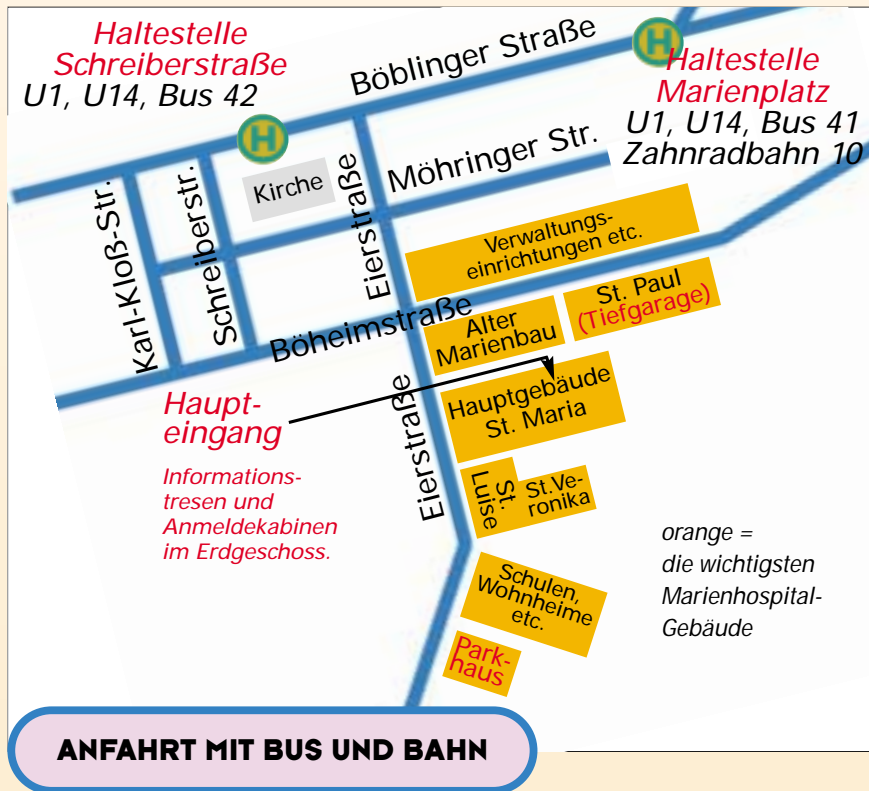 Haltestelle
Schreiberstraße
U1, U14, Bus 42
H
Böblinger Straße
H
Haltestelle
Marienplatz
U1, U14, Bus 41
Zahnradbahn 10
Karl-Kloß-Str.
Schreiberstr.
Kirche
Eierstraße
Möhringer Str.
Verwaltungs-
einrichtungen etc.
Böheimstraße
Alter
Marienbau
St. Paul
(Tiefgarage)
Haupt-
eingang
Informations-
tresen und
Anmeldekabinen
im Erdgeschoss.
Eierstraße
Hauptgebäude
St. Maria
St.
Luise
St.Ve-
ronika
Schulen,
Wohnheime
etc.
Park-
haus
orange =
die wichtigsten
Marienhospital-
Gebäude
ANFAHRT MIT BUS UND BAHN